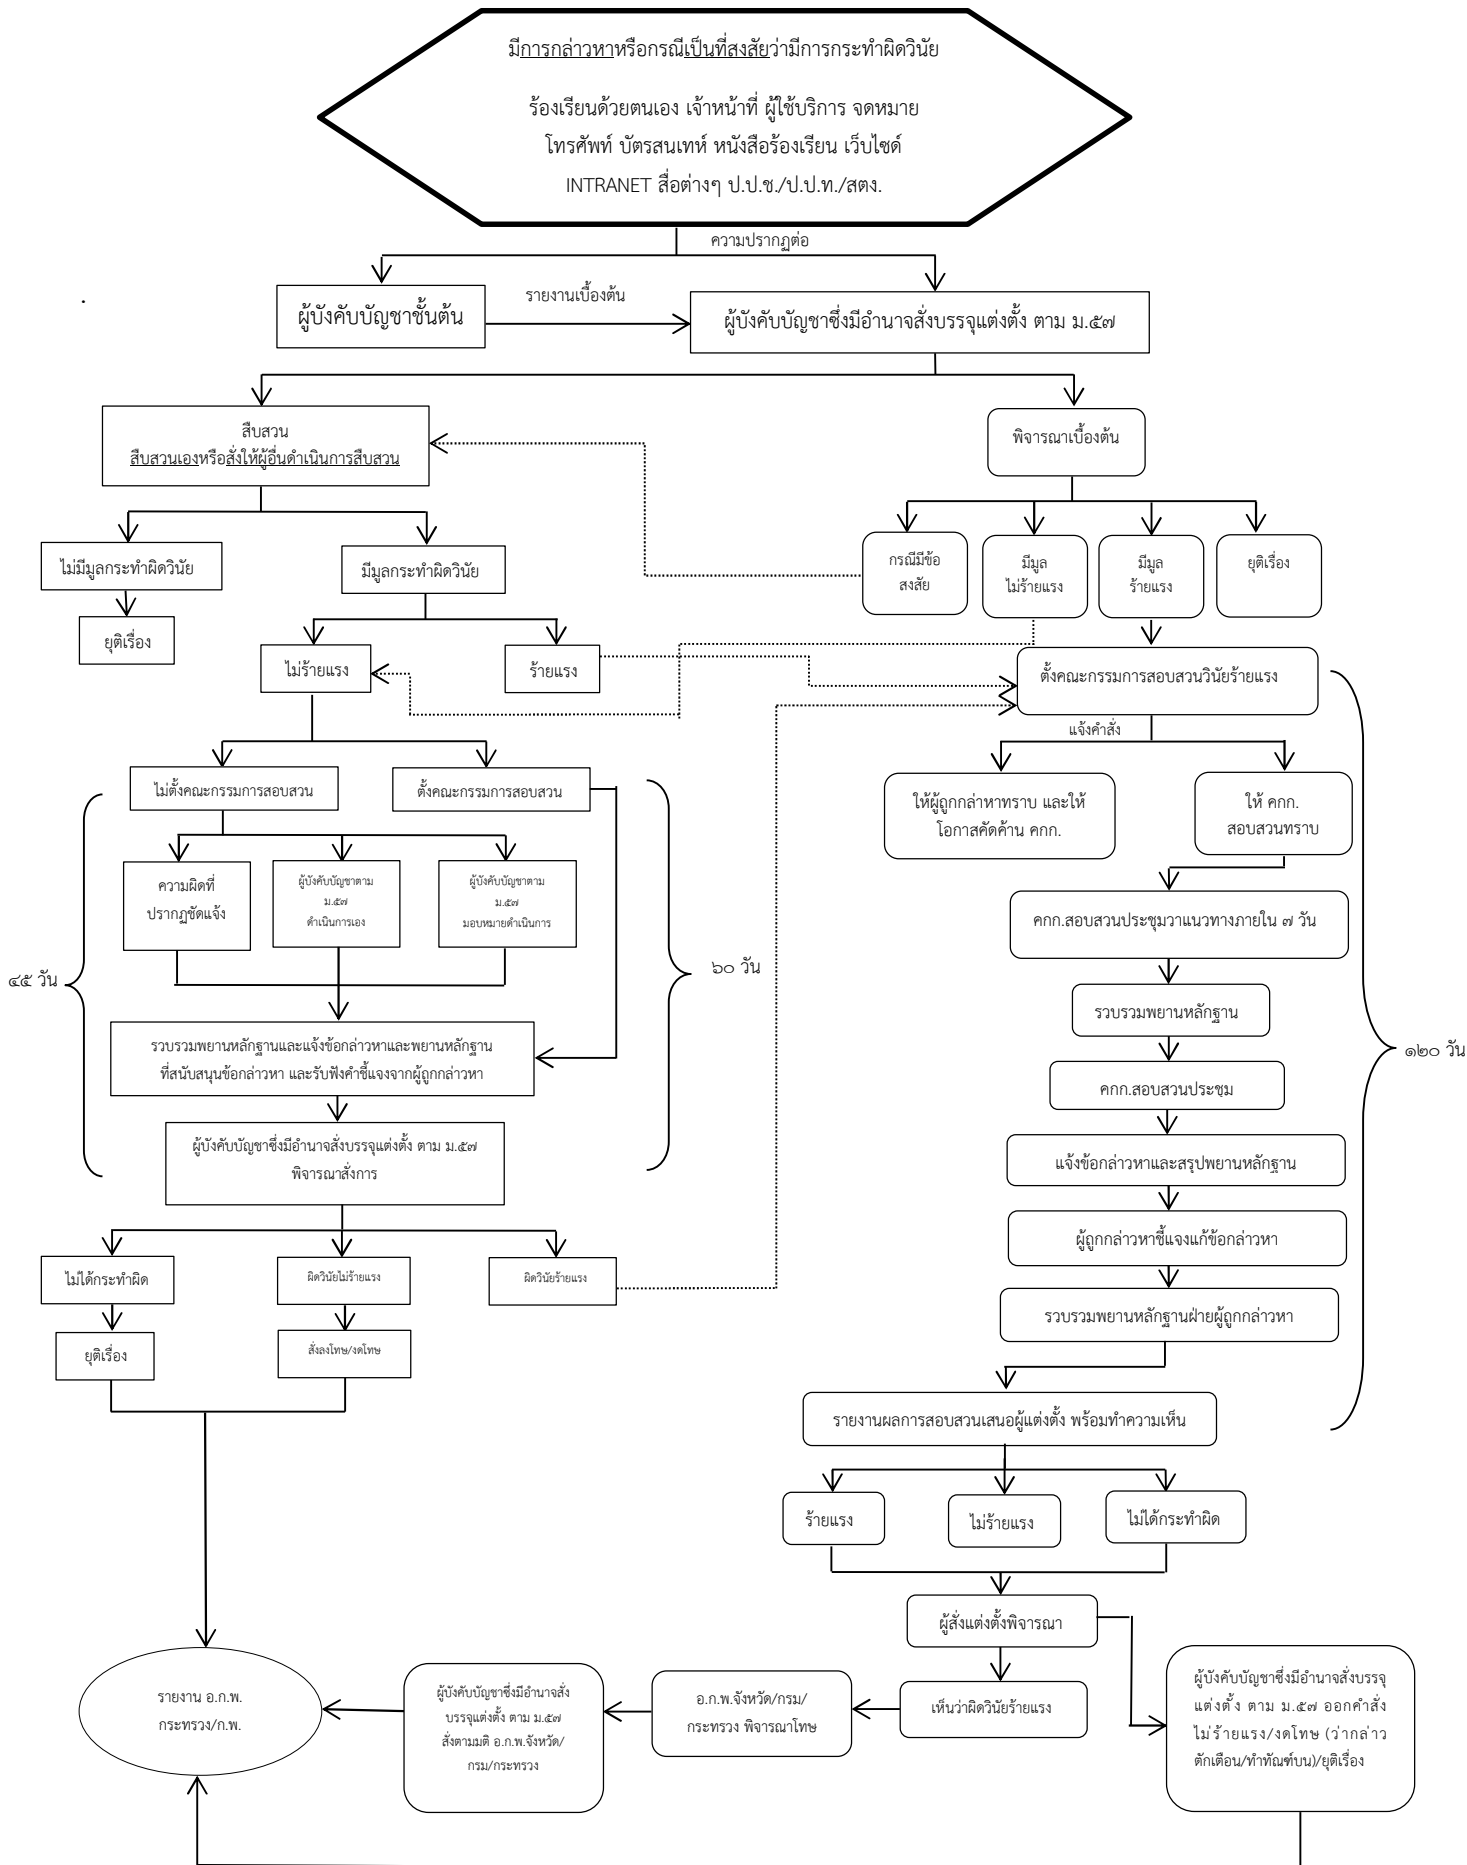 มีการกล่าวหาหรือกรณีเป็นที่สงสัยว่ามีการกระทำผิดวินัย
ร้องเรียนด้วยตนเอง เจ้าหน้าที่ ผู้ใช้บริการ จดหมาย
โทรศัพท์ บัตรสนเทห์ หนังสือร้องเรียน เว็บไซด์
INTRANET สื่อต่างๆ ป.ป.ช./ป.ป.ท./สตง.
ความปรากฏต่อ
ผู้บังคับบัญชาชั้นต้น
รายงานเบื้องต้น
ผู้บังคับบัญชาซึ่งมีอำนาจสั่งบรรจุแต่งตั้ง ตาม ม.๕๗
สืบสวน
สืบสวนเองหรือสั่งให้ผู้อื่นดำเนินการสืบสวน
พิจารณาเบื้องต้น
ไม่มีมูลกระทำผิดวินัย
มีมูลกระทำผิดวินัย
กรณีมีข้อ
สงสัย
มีมูล
ไม่ร้ายแรง
มีมูล
ร้ายแรง
ยุติเรื่อง
ยุติเรื่อง
ไม่ร้ายแรง
ร้ายแรง
ตั้งคณะกรรมการสอบสวนวินัยร้ายแรง
แจ้งคำสั่ง
ไม่ตั้งคณะกรรมการสอบสวน
ตั้งคณะกรรมการสอบสวน
ให้ผู้ถูกกล่าหาทราบ และให้
โอกาสคัดค้าน คกก.
ให้ คกก.
สอบสวนทราบ
ความผิดที่
ปรากฏชัดแจ้ง
ผู้บังคับบัญชาตาม
ม.๕๗
ดำเนินการเอง
ผู้บังคับบัญชาตาม
ม.๕๗
มอบหมายดำเนินการ
คกก.สอบสวนประชุมวาแนวทางภายใน ๗ วัน
๔๕ วัน
๖๐ วัน
รวบรวมพยานหลักฐาน
รวบรวมพยานหลักฐานและแจ้งข้อกล่าวหาและพยานหลักฐาน
ที่สนับสนุนข้อกล่าวหา และรับฟังคำชี้แจงจากผู้ถูกกล่าวหา
๑๒๐ วัน
คกก.สอบสวนประชุม
ผู้บังคับบัญชาซึ่งมีอำนาจสั่งบรรจุแต่งตั้ง ตาม ม.๕๗
พิจารณาสั่งการ
แจ้งข้อกล่าวหาและสรุปพยานหลักฐาน
ผู้ถูกกล่าวหาชี้แจงแก้ข้อกล่าวหา
ไม่ได้กระทำผิด
ผิดวินัยไม่ร้ายแรง
ผิดวินัยร้ายแรง
รวบรวมพยานหลักฐานฝ่ายผู้ถูกกล่าวหา
ยุติเรื่อง
สั่งลงโทษ/งดโทษ
รายงานผลการสอบสวนเสนอผู้แต่งตั้ง พร้อมทำความเห็น
ร้ายแรง
ไม่ร้ายแรง
ไม่ได้กระทำผิด
ผู้สั่งแต่งตั้งพิจารณา
รายงาน อ.ก.พ.
กระทรวง/ก.พ.
ผู้บังคับบัญชาซึ่งมีอำนาจสั่ง
บรรจุแต่งตั้ง ตาม ม.๕๗
สั่งตามมติ อ.ก.พ.จังหวัด/
กรม/กระทรวง
อ.ก.พ.จังหวัด/กรม/
กระทรวง พิจารณาโทษ
เห็นว่าผิดวินัยร้ายแรง
ผู้บังคับบัญชาซึ่งมีอำนาจสั่งบรรจุ
แต่งตั้ง ตาม ม.๕๗ ออกคำสั่ง
ไม่ร้ายแรง/งดโทษ (ว่ากล่าว
ตักเตือน/ทำทัณฑ์บน)/ยุติเรื่อง